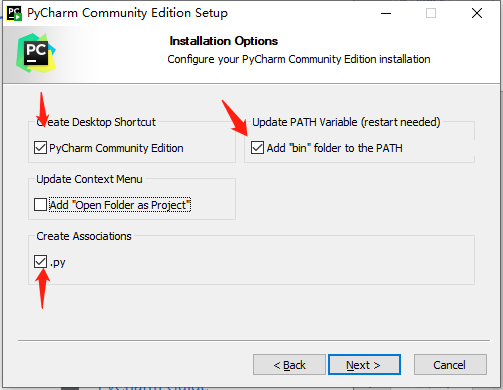 PyCharm Community Edition Setup
PC
Installation Options
Configure your PyCharm Community Edition installation
Create Desktop Shortcut
Update PATH Variable (restart needed)
PyCharm Community Edition
Add "bin" folder to the PATH
Update Context Menu
Add "Open Folder as Project"
Create Associations
.py
< Back
Next >
Cancel